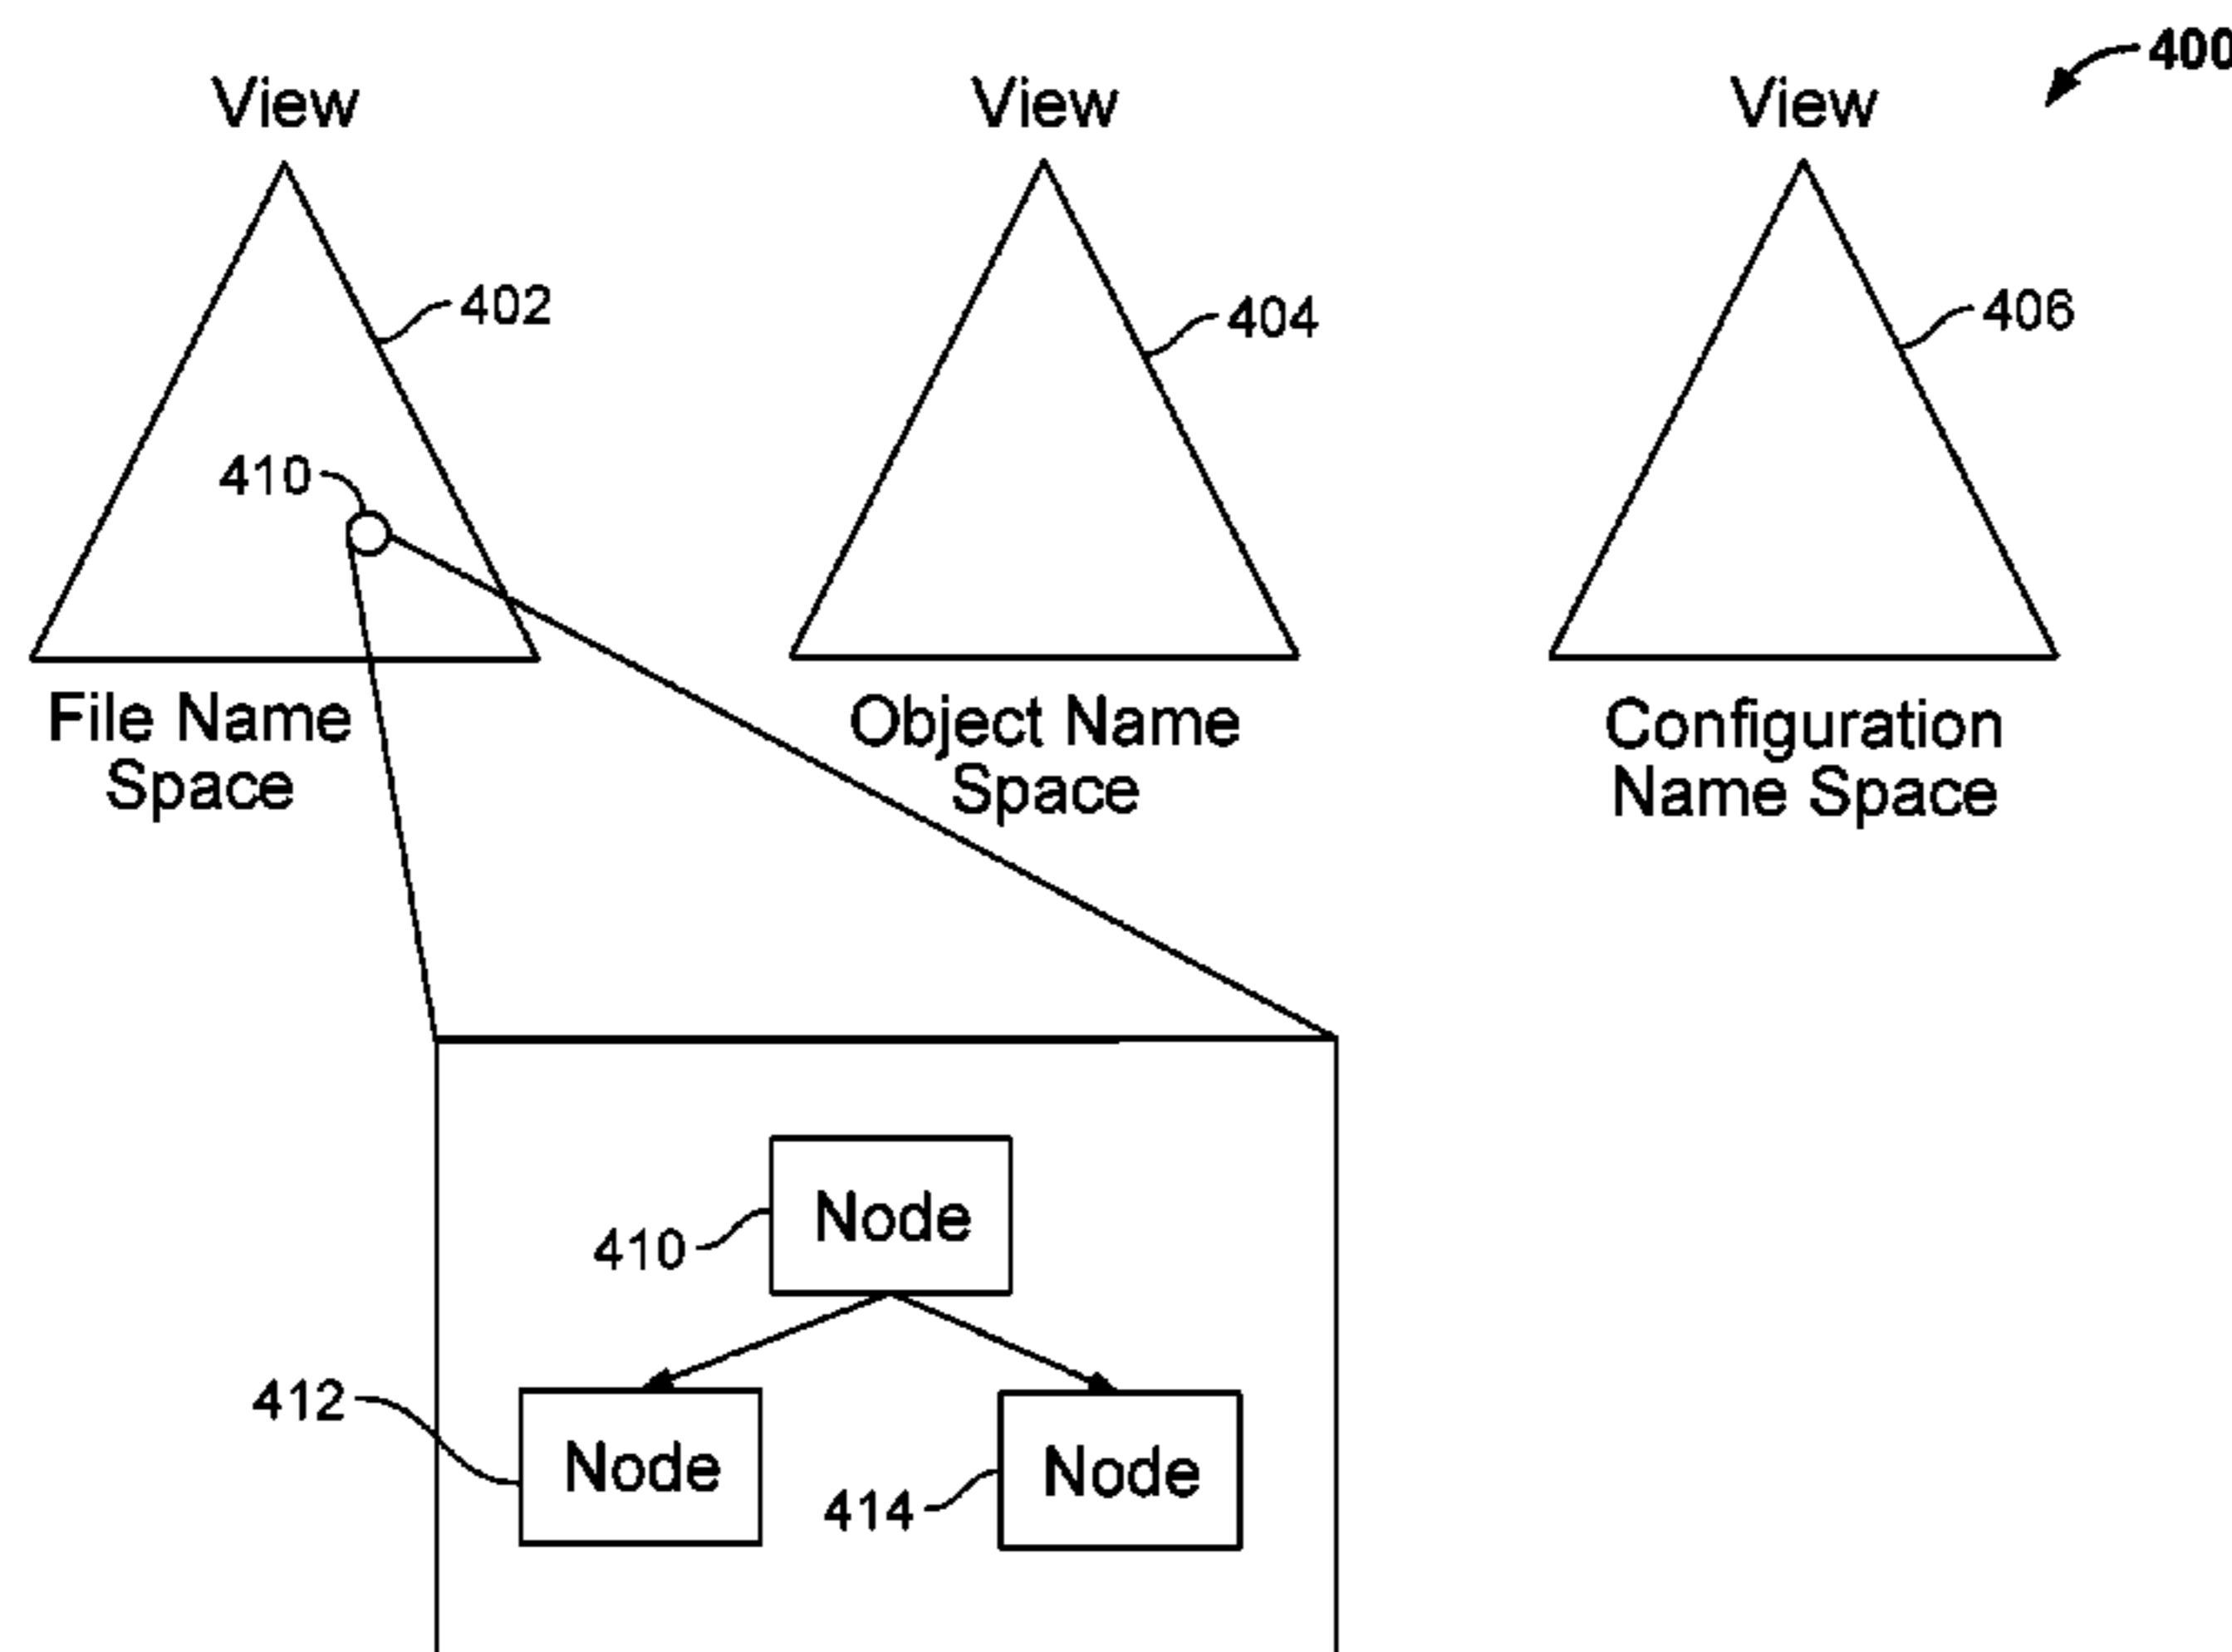 400
View
View
View
402
404
406
410
File Name
Space
Object Name
Space
Configuration
Name Space
Node
410
412
Node
414
Node